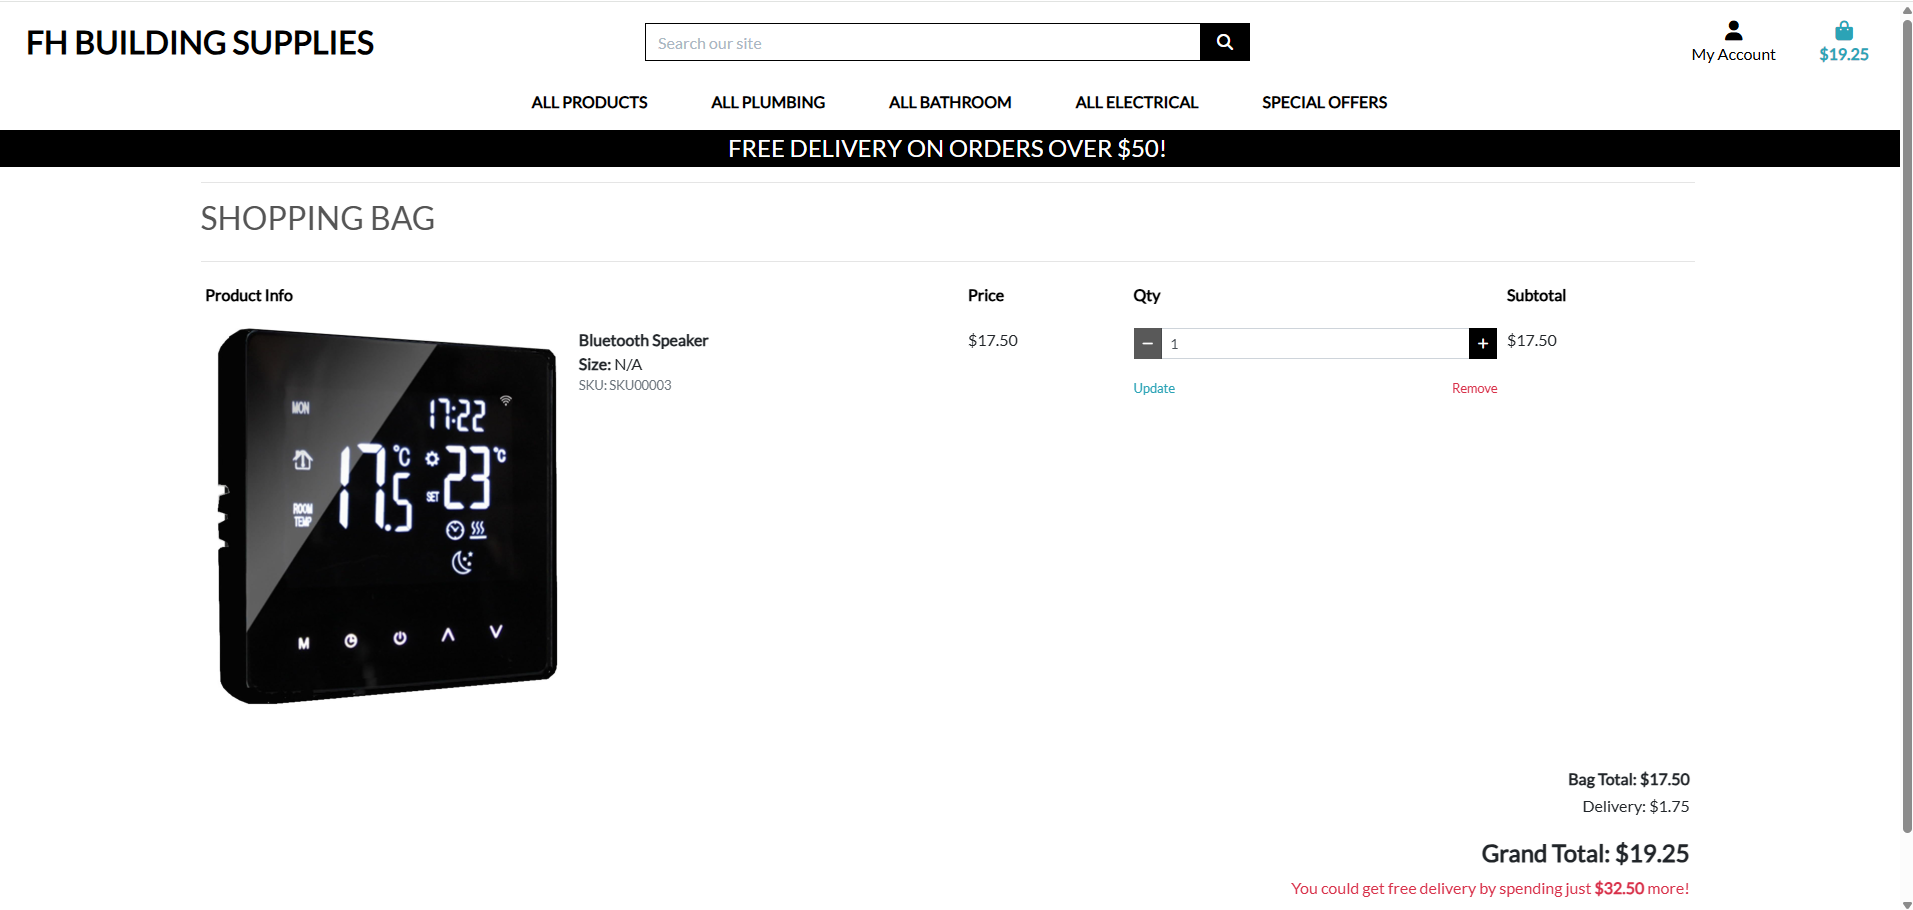 FH BUILDING SUPPLIES
Search our site
My Account
$19.25
ALL PRODUCTS
ALL PLUMBING
ALL BATHROOM
ALL ELECTRICAL
SPECIAL OFFERS
FREE DELIVERY ON ORDERS OVER $50!
SHOPPING BAG
Product Info
Price
Qty
Subtotal
MON
17:22
17.5 °C
SET 23 °C
ROOM
TEMP
M
Bluetooth Speaker
Size: N/A
SKU: SKU00003
$17.50
1
$17.50
Update
Remove
Bag Total: $17.50
Delivery: $1.75
Grand Total: $19.25
You could get free delivery by spending just $32.50 more!